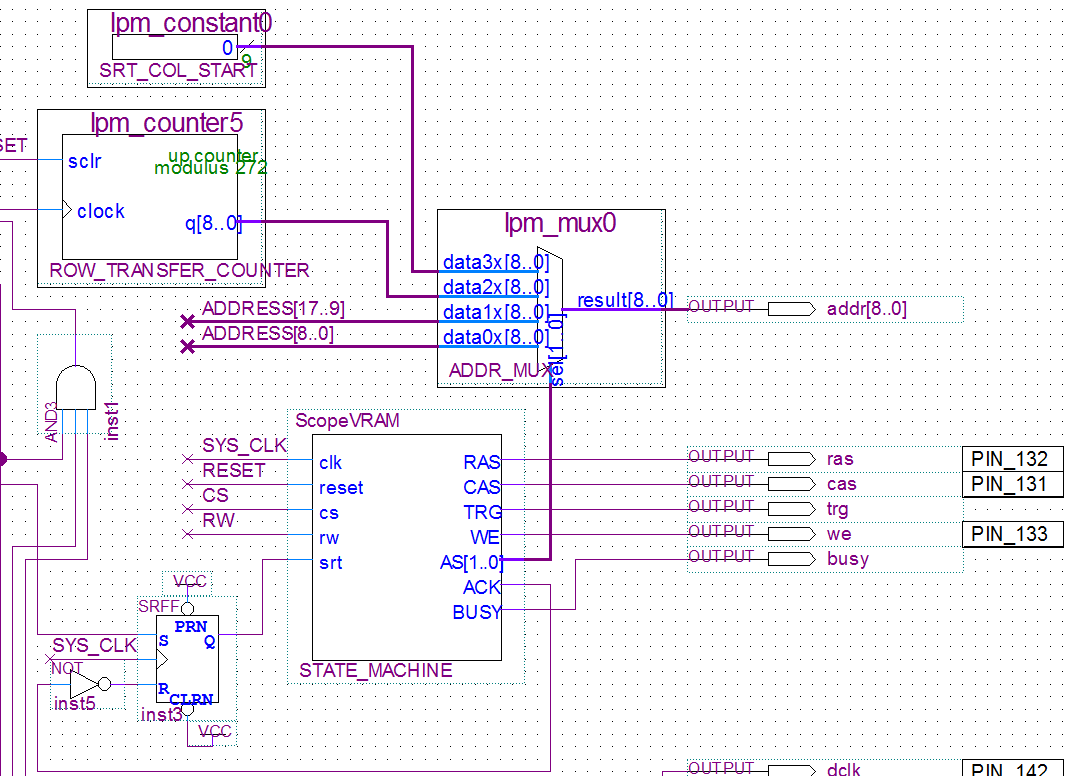 lpm_constant0
0
9
SRT_COL_START
lpm_counter5
SET
sclr
up counter
modulus 272
clock
q[8..0]
ROW_TRANSFER_COUNTER
lpm_mux0
data3x[8..0]
data2x[8..0]
ADDRESS[17..9]
data1x[8..0]
ADDRESS[8..0]
data0x[8..0]
result[8..0]
sel[1..0]
ADDR_MUX
OUTPUT
addr[8..0]
AND3
inst1
ScopeVRAM
SYS_CLK
clk
RESET
reset
CS
cs
RW
rw
srt
RAS
CAS
TRG
WE
AS[1..0]
ACK
BUSY
STATE_MACHINE
OUTPUT
ras
PIN_132
OUTPUT
cas
PIN_131
OUTPUT
trg
OUTPUT
we
PIN_133
OUTPUT
busy
VCC
SRFF
PRN
S
Q
SYS_CLK
NOT
R
CLRN
inst5
inst3
VCC
OUTPUT
dclk
PIN_142